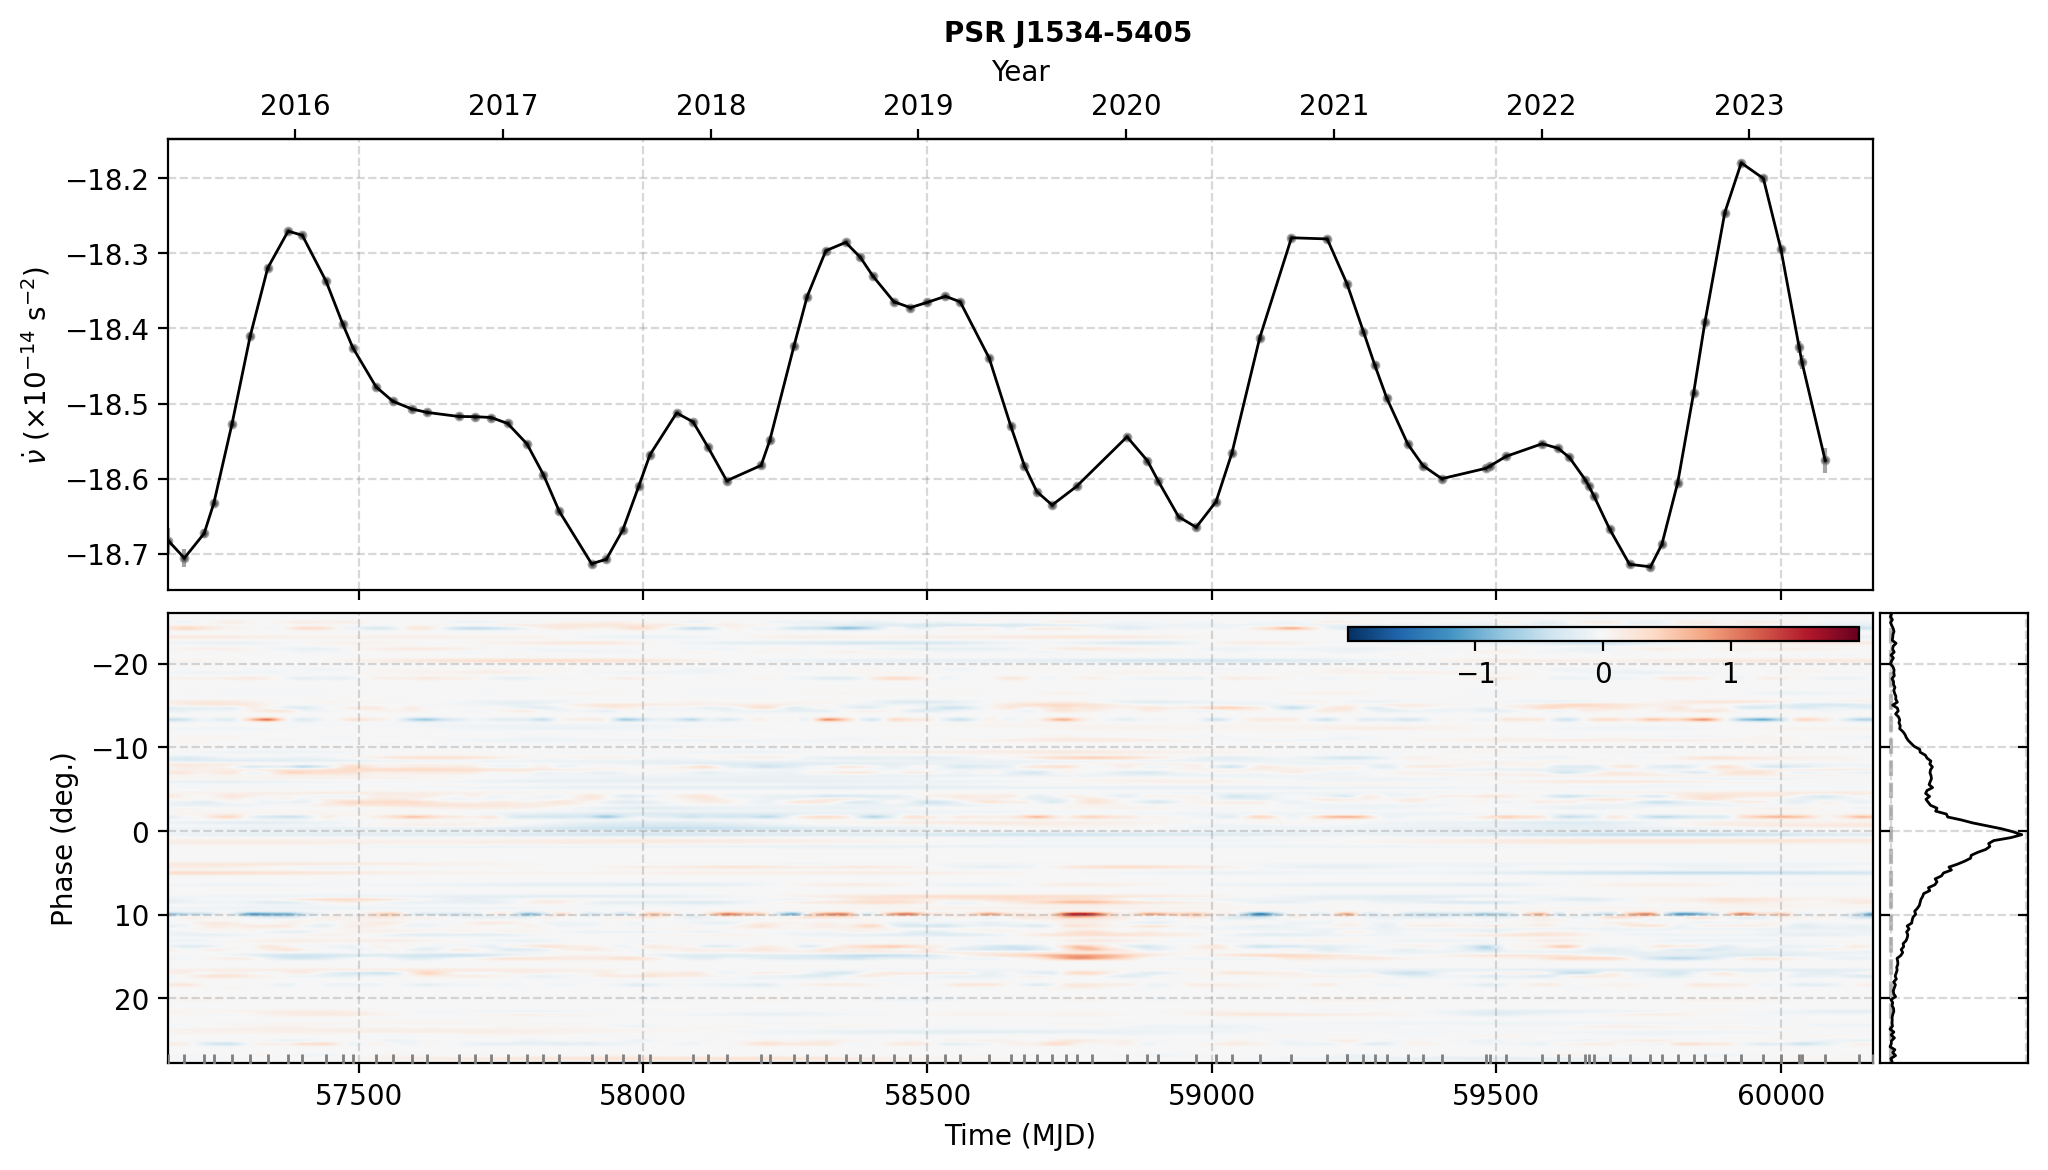 PSR J1534-5405
Year
2016 2017 2018 2019 2020 2021 2022 2023
ν̇ (×10⁻¹⁴ s⁻²)
−18.2
−18.3
−18.4
−18.5
−18.6
−18.7
Phase (deg.)
−20
−10
0
10
20
−1 0 1
57500 58000 58500 59000 59500 60000
Time (MJD)